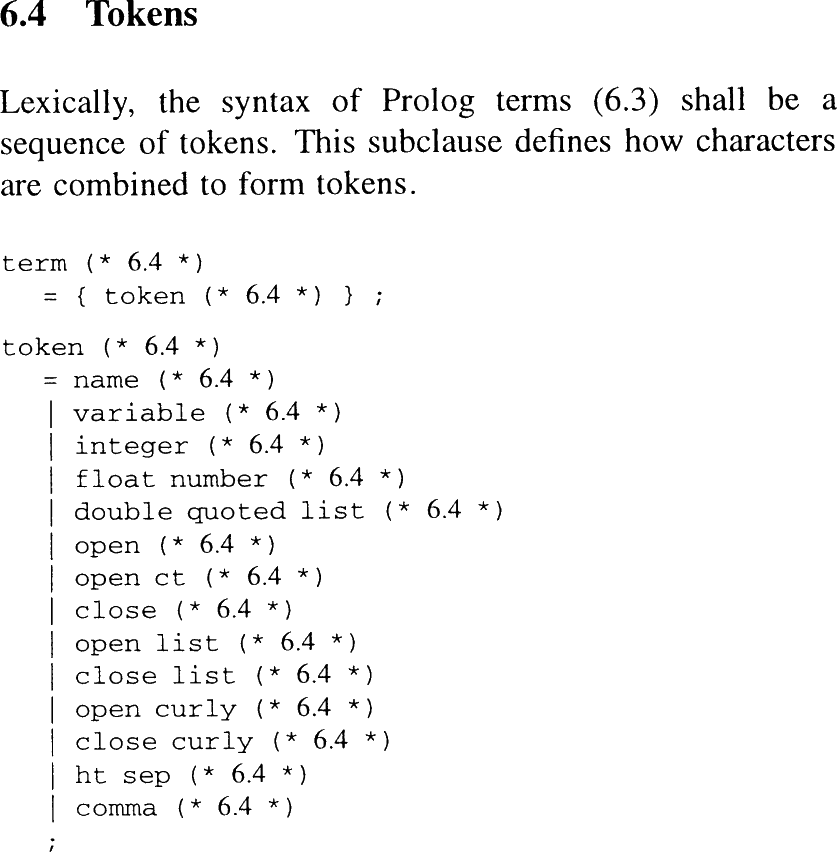 6.4 Tokens
Lexically, the syntax of Prolog terms (6.3) shall be a
sequence of tokens. This subclause defines how characters
are combined to form tokens.
term (* 6.4 *)
= { token (* 6.4 *) } ;
token (* 6.4 *)
= name (* 6.4 *)
| variable (* 6.4 *)
| integer (* 6.4 *)
| float number (* 6.4 *)
| double quoted list (* 6.4 *)
| open (* 6.4 *)
| open ct (* 6.4 *)
| close (* 6.4 *)
| open list (* 6.4 *)
| close list (* 6.4 *)
| open curly (* 6.4 *)
| close curly (* 6.4 *)
| ht sep (* 6.4 *)
| comma (* 6.4 *)
;